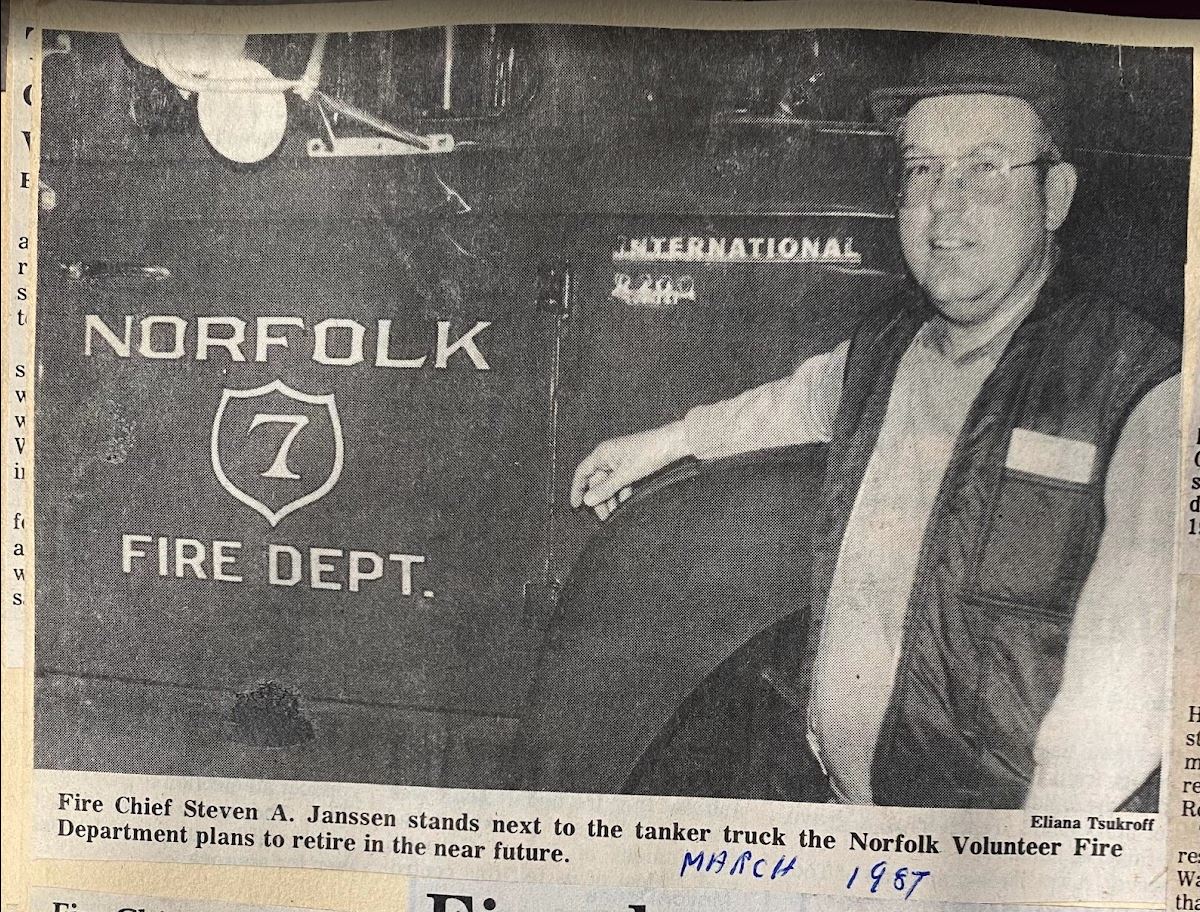 INTERNATIONAL
R-200
NORFOLK
7
FIRE DEPT.
Eliana Tsukroff
Fire Chief Steven A. Janssen stands next to the tanker truck the Norfolk Volunteer Fire
Department plans to retire in the near future.
MARCH 1987